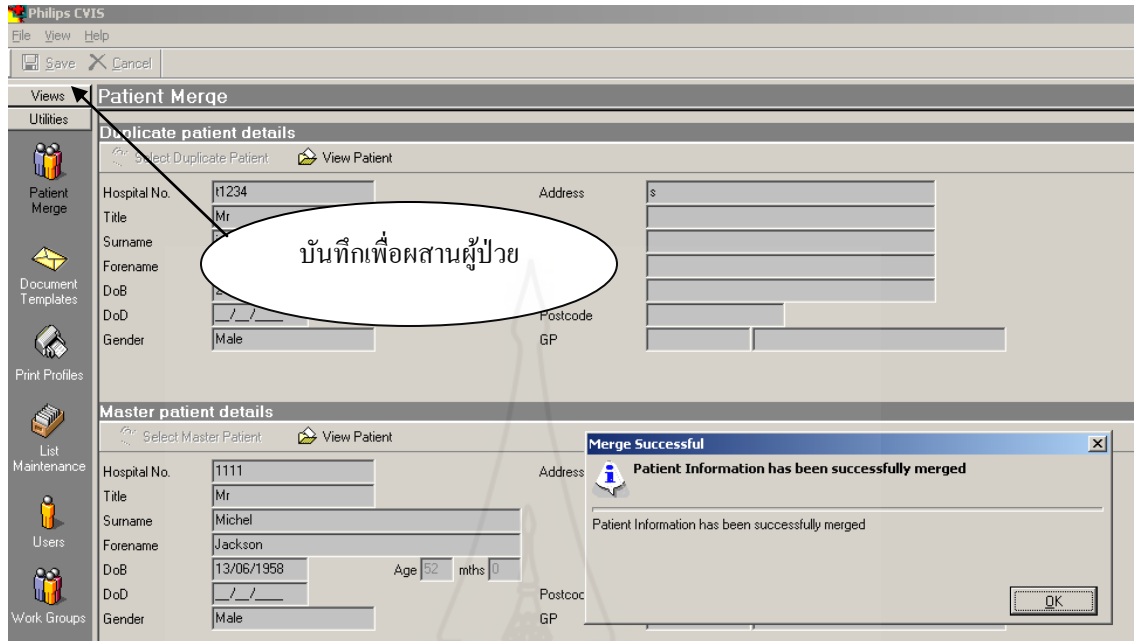 Philips CVIS
File View Help
Save Cancel
Views
Utilities
Patient Merge
Document Templates
Print Profiles
List Maintenance
Users
Work Groups
Patient Merge
Duplicate patient details
Select Duplicate Patient View Patient
Hospital No. t1234 Address s
Title Mr
Surname
Forename
DoB
DoD __/__/____ Postcode
Gender Male GP
บันทึกเพื่อผสานผู้ป่วย
Master patient details
Select Master Patient View Patient
Hospital No. 1111 Address
Title Mr
Surname Michel
Forename Jackson
DoB 13/06/1958 Age 52 mths 0
DoD __/__/____
Gender Male GP
Merge Successful
Patient Information has been successfully merged
Patient Information has been successfully merged
OK